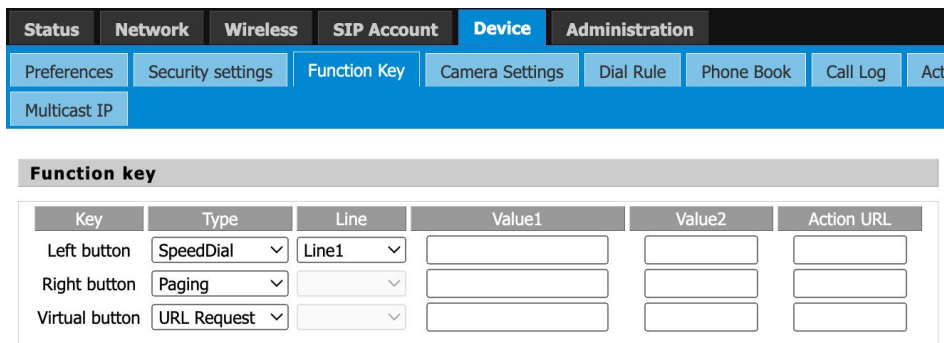 Status Network Wireless SIP Account Device Administration
Preferences Security settings Function Key Camera Settings Dial Rule Phone Book Call Log Act
Multicast IP
Function key
Key Type Line Value1 Value2 Action URL
Left button SpeedDial Line1
Right button Paging
Virtual button URL Request